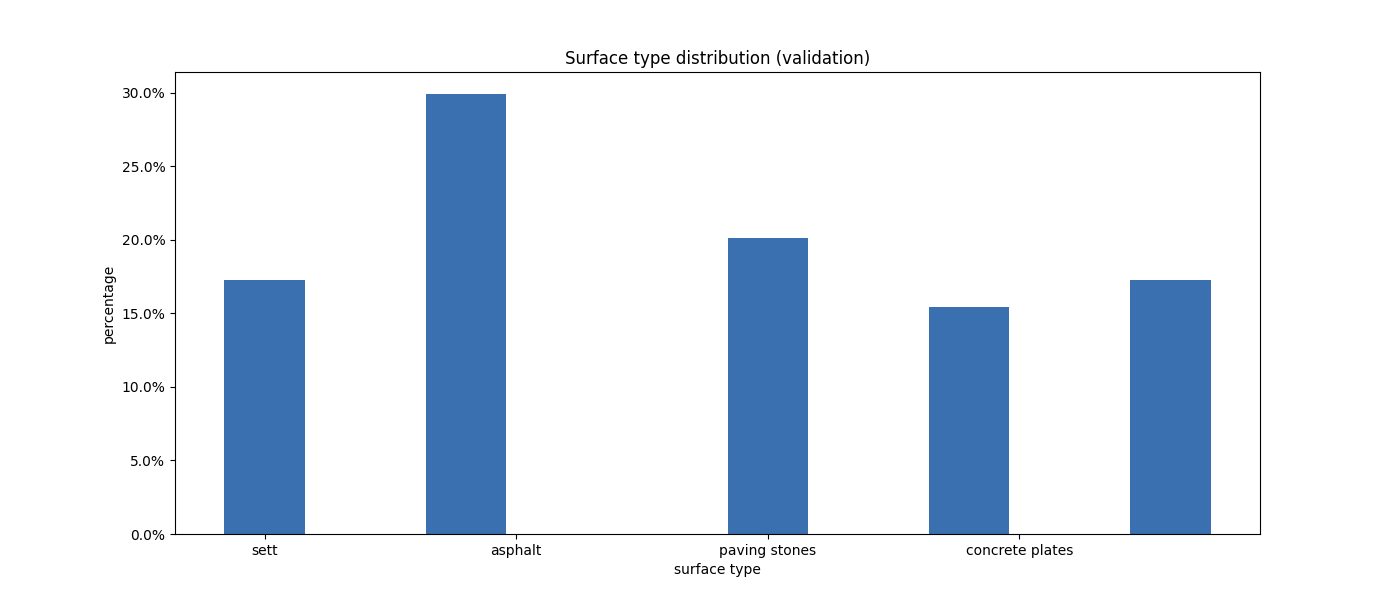 Surface type distribution (validation)
30.0%
25.0%
20.0%
15.0%
10.0%
5.0%
0.0%
percentage
sett asphalt paving stones concrete plates
surface type